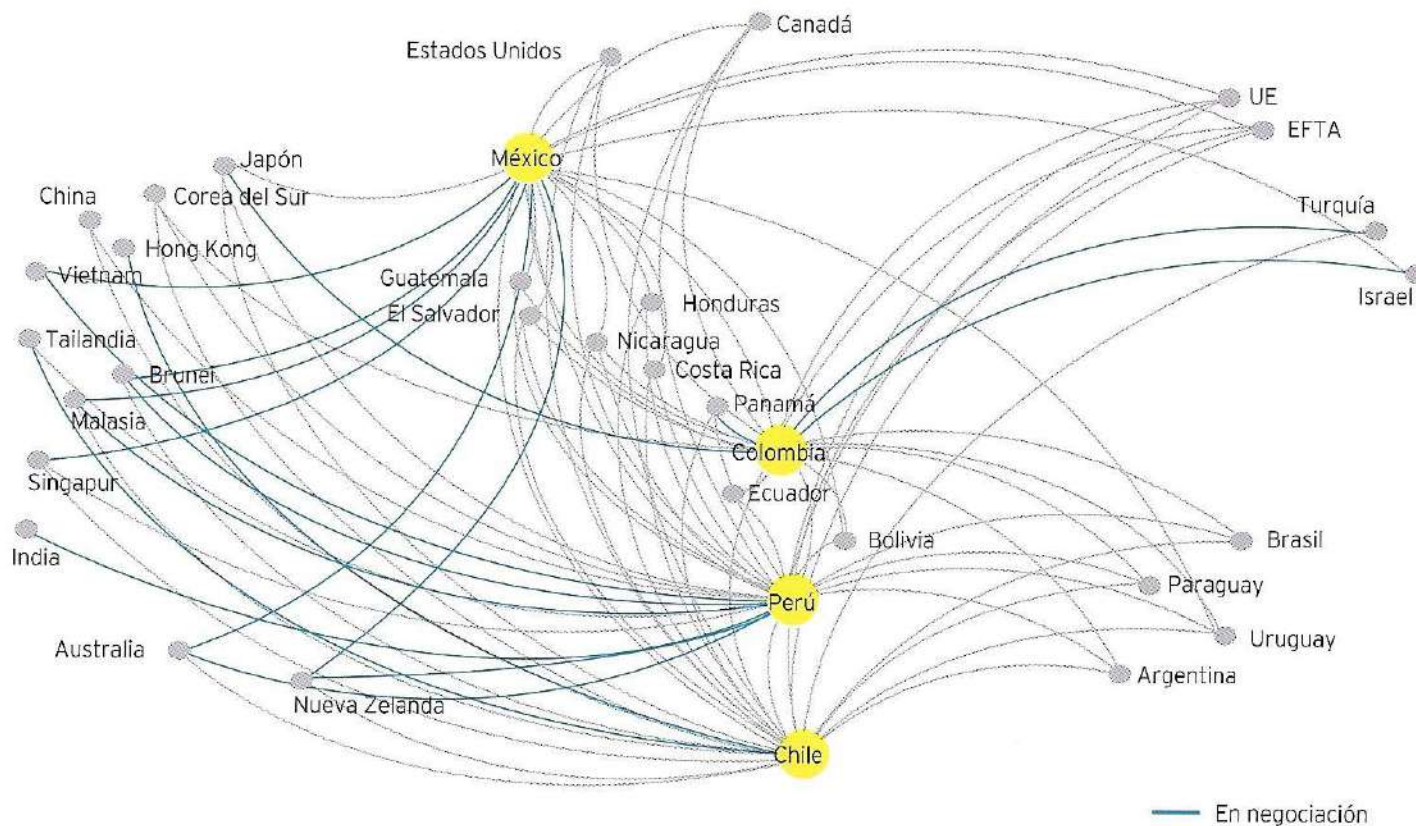 Canadá
Estados Unidos
UE
EFTA
México
Japón
China
Corea del Sur
Turquía
Hong Kong
Vietnam
Guatemala
Honduras
Israel
El Salvador
Tailandia
Nicaragua
Costa Rica
Brunei
Panamá
Malasia
Colombia
Singapur
Ecuador
India
Bolivia
Brasil
Paraguay
Perú
Uruguay
Australia
Argentina
Nueva Zelanda
Chile
En negociación